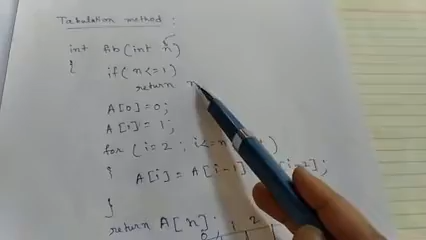 Tabulation method:
int fib (int n)
{ if ( n <= 1 )
return n
A[0] = 0;
A[1] = 1;
for ( i = 2 ; i <= n )
{ A[i] = A[i-1] [i-2];
}
return A[n];
0 1 2